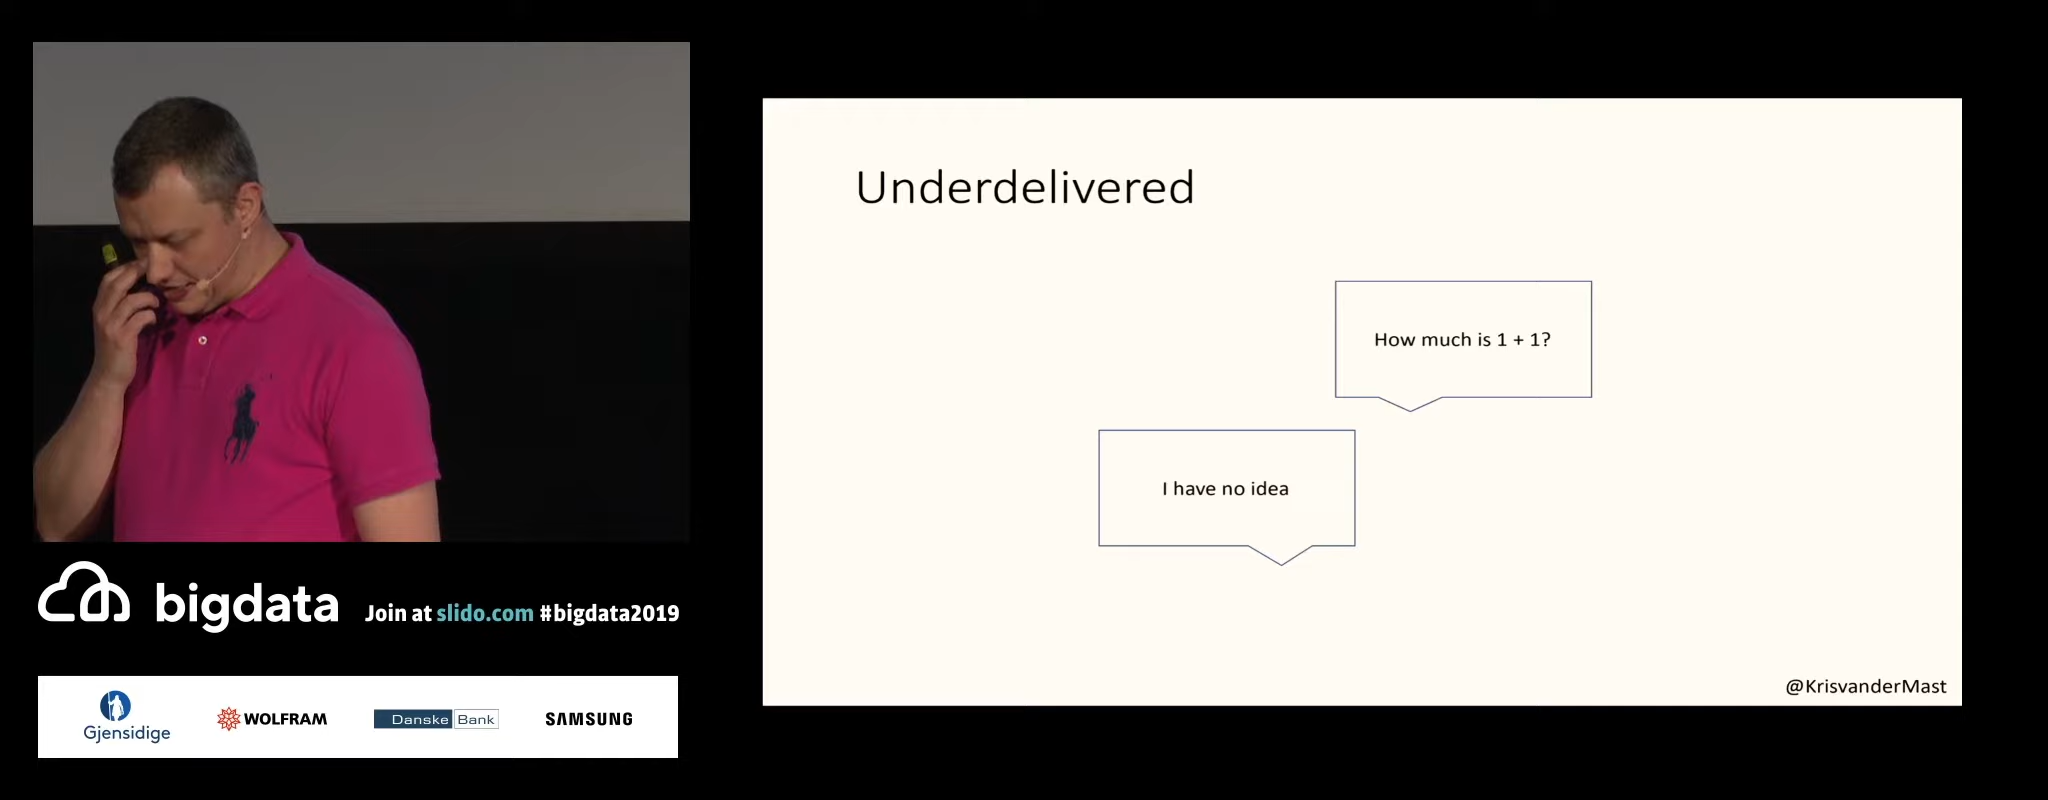 Underdelivered
How much is 1 + 1?
I have no idea
@KrisvanderMast
bigdata
Join at slido.com #bigdata2019
Gjensidige
WOLFRAM
Danske Bank
SAMSUNG